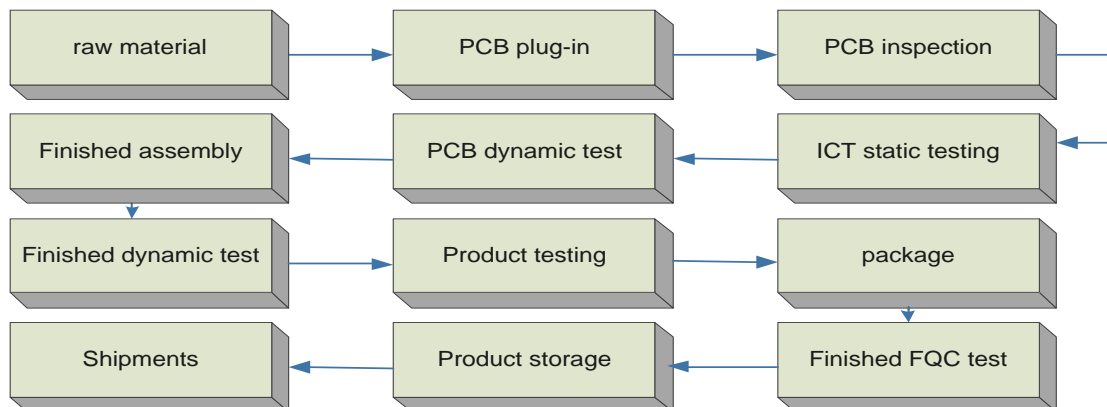 raw material
PCB plug-in
PCB inspection
ICT static testing
PCB dynamic test
Finished assembly
Finished dynamic test
Product testing
package
Finished FQC test
Product storage
Shipments